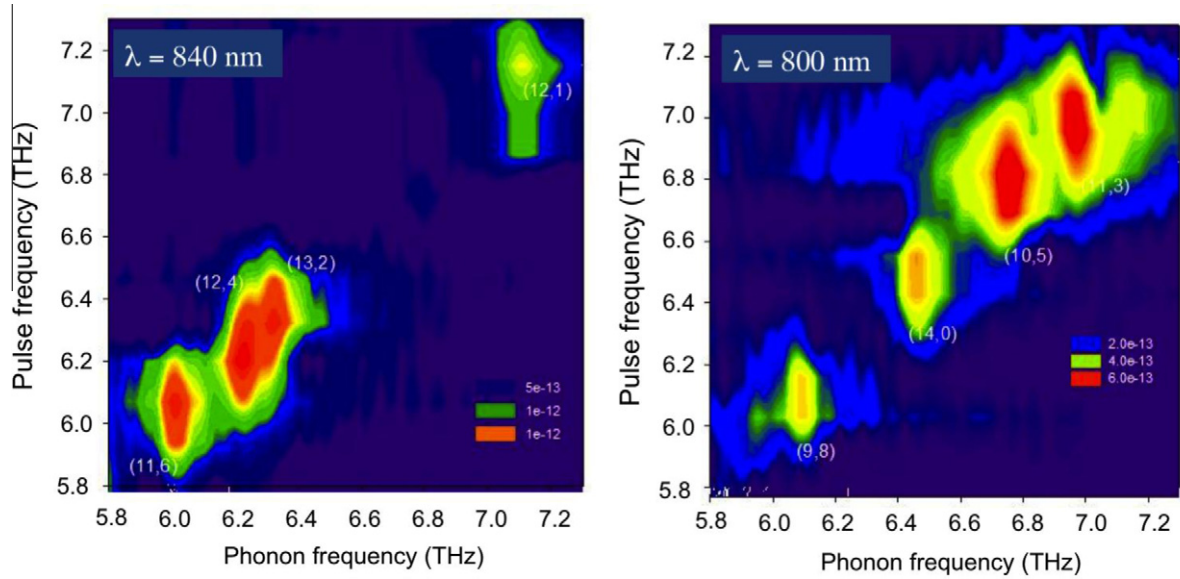 λ = 840 nm
7.2
7.0
6.8
6.6
6.4
6.2
6.0
5.8
Pulse frequency (THz)
(12,1)
(13,2)
(12,4)
(11,6)
5e-13
1e-12
1e-12
5.8 6.0 6.2 6.4 6.6 6.8 7.0 7.2
Phonon frequency (THz)
λ = 800 nm
7.2
7.0
6.8
6.6
6.4
6.2
6.0
5.8
Pulse frequency (THz)
(11,3)
(10,5)
(14,0)
(9,8)
2.0e-13
4.0e-13
6.0e-13
5.8 6.0 6.2 6.4 6.6 6.8 7.0 7.2
Phonon frequency (THz)